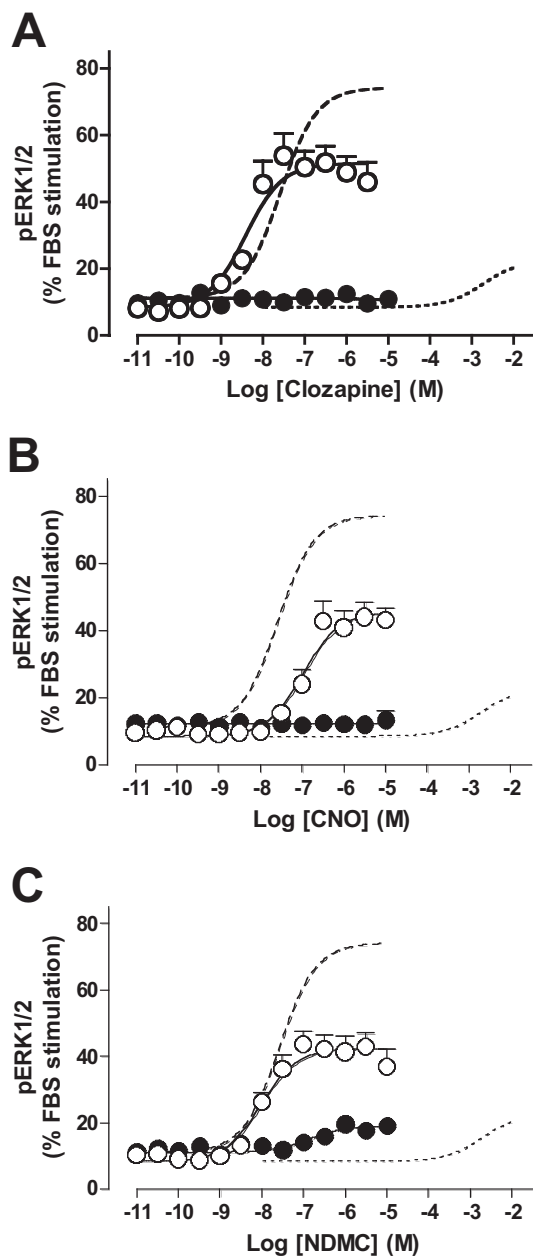 A
pERK1/2
(% FBS stimulation)
80
60
40
20
0
-11 -10 -9 -8 -7 -6 -5 -4 -3 -2
Log [Clozapine] (M)
B
pERK1/2
(% FBS stimulation)
80
60
40
20
0
-11 -10 -9 -8 -7 -6 -5 -4 -3 -2
Log [CNO] (M)
C
pERK1/2
(% FBS stimulation)
80
60
40
20
0
-11 -10 -9 -8 -7 -6 -5 -4 -3 -2
Log [NDMC] (M)